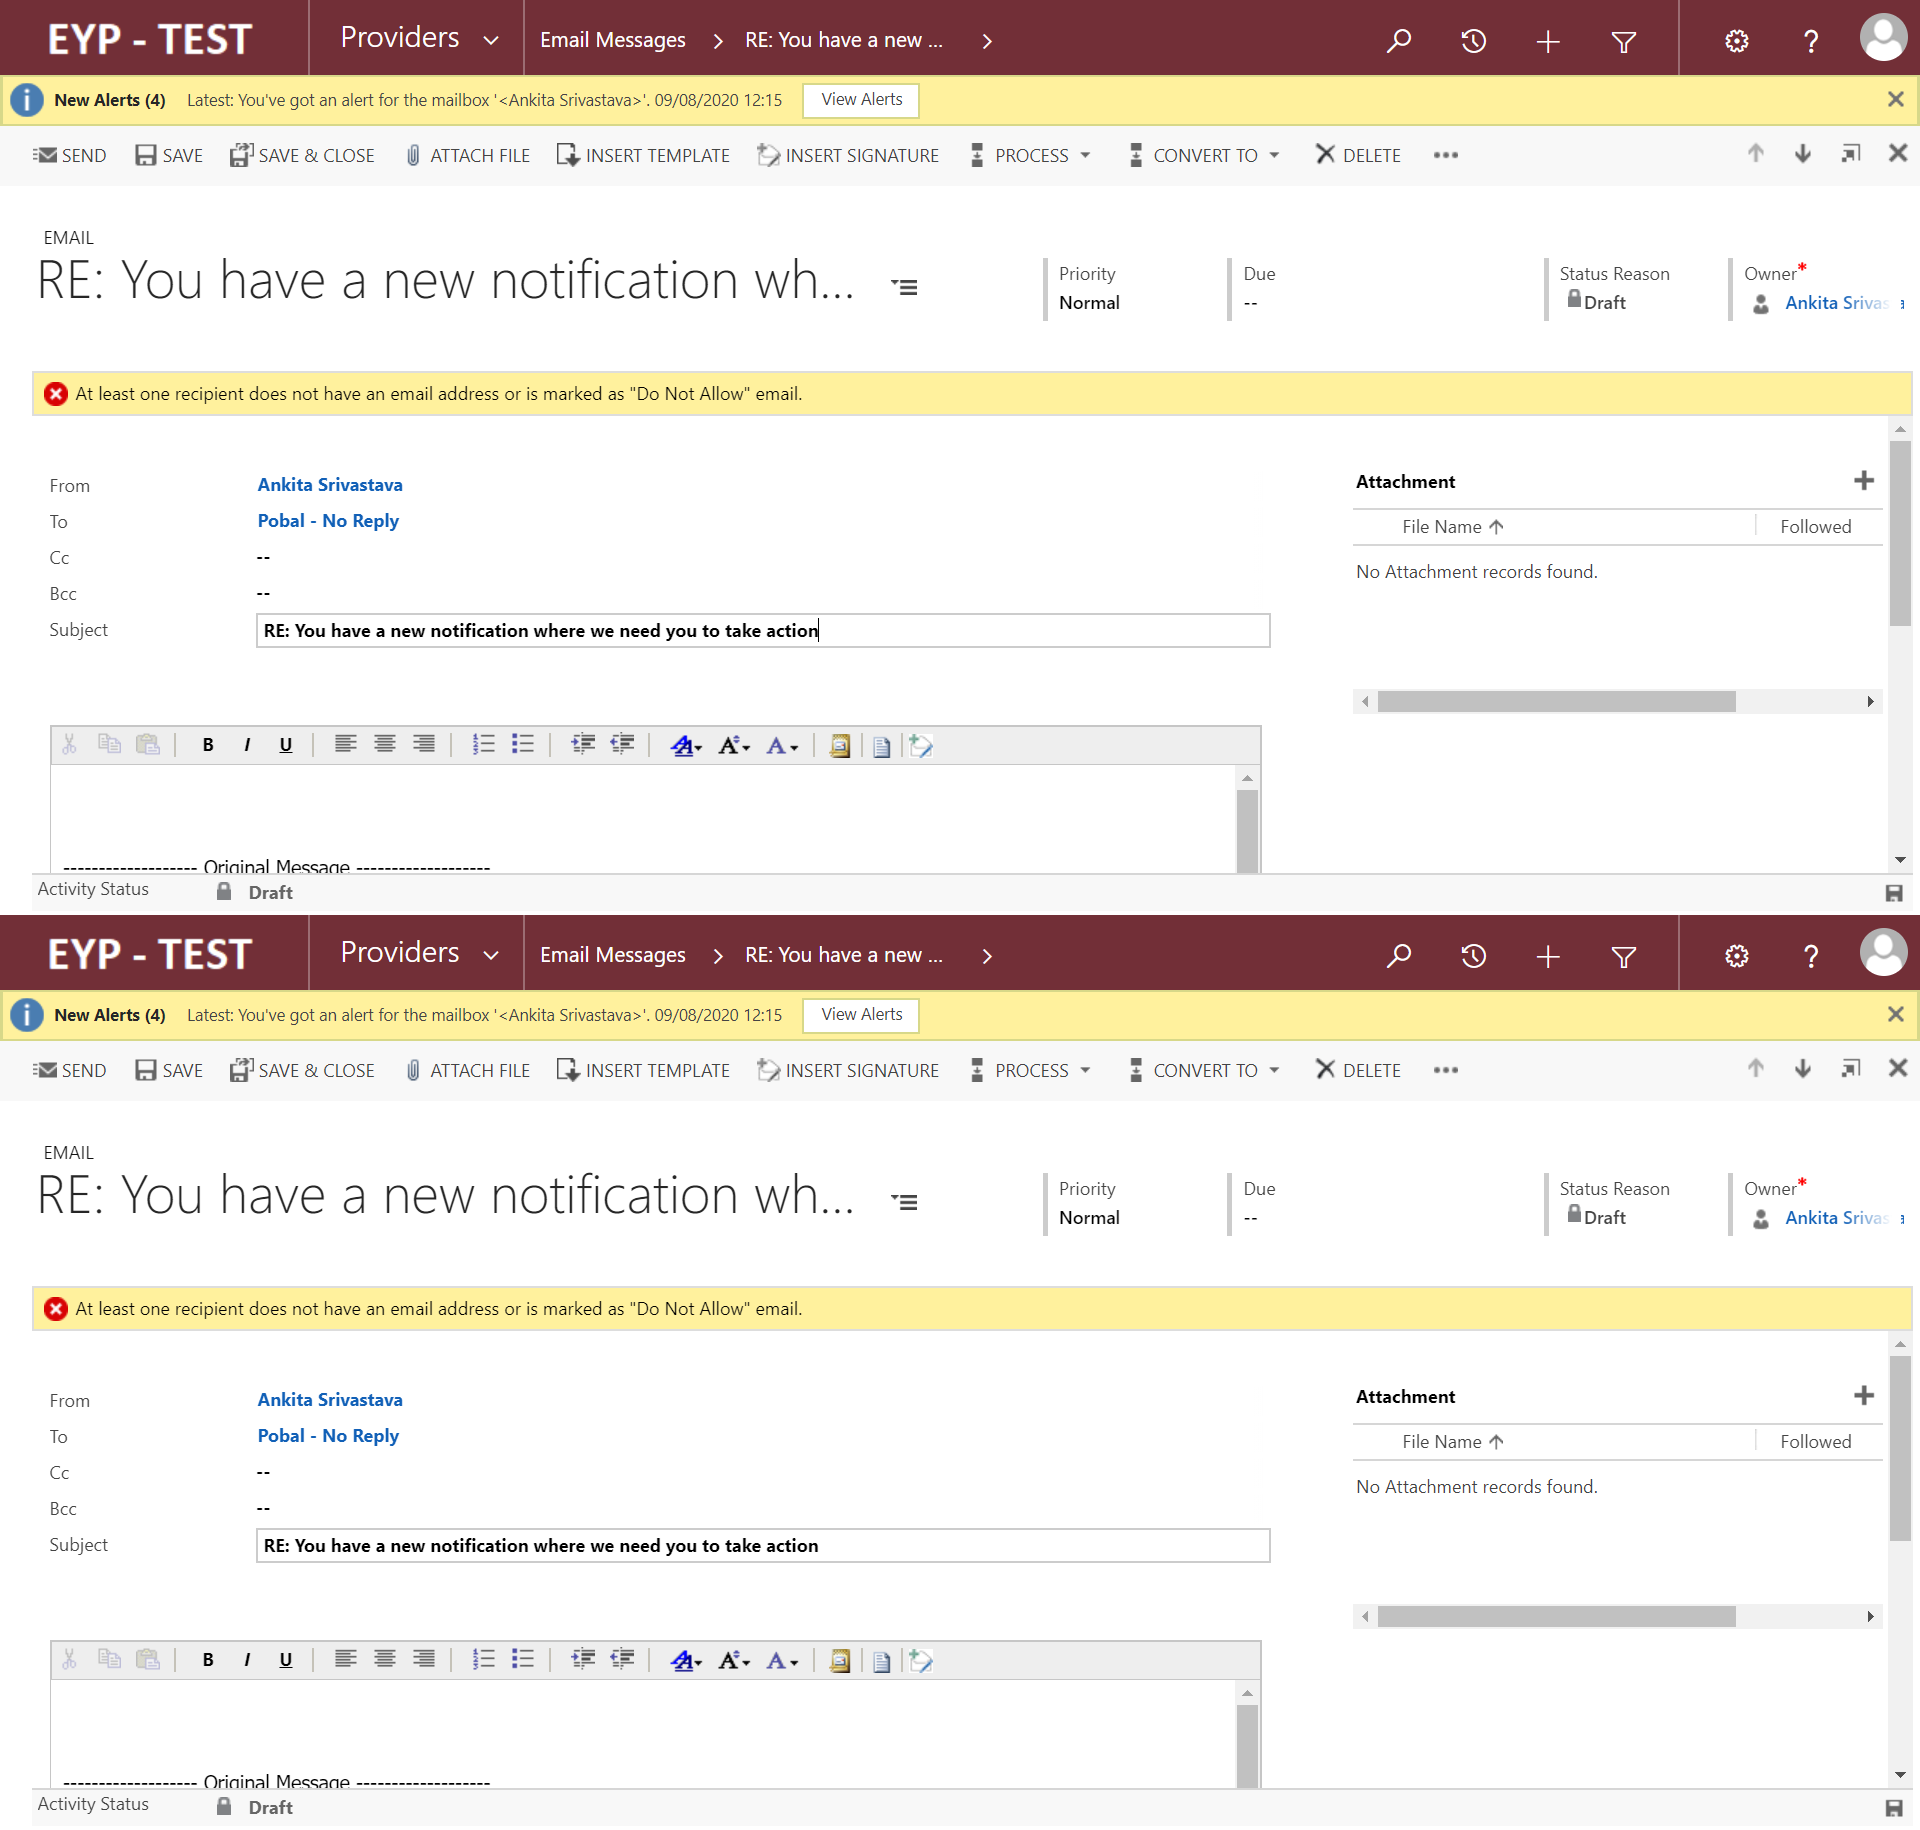 EYP - TEST
Providers
Email Messages
RE: You have a new ...
New Alerts (4) Latest: You've got an alert for the mailbox '<Ankita Srivastava>'. 09/08/2020 12:15 View Alerts
SEND SAVE SAVE & CLOSE ATTACH FILE INSERT TEMPLATE INSERT SIGNATURE PROCESS CONVERT TO DELETE
EMAIL
RE: You have a new notification wh...
Priority
Normal
Due
--
Status Reason
Draft
Owner*
Ankita Srivas
At least one recipient does not have an email address or is marked as "Do Not Allow" email.
From Ankita Srivastava
To Pobal - No Reply
Cc --
Bcc --
Subject RE: You have a new notification where we need you to take action
Attachment
File Name Followed
No Attachment records found.
B I U A A A
------------------- Original Message -------------------
Activity Status Draft
EYP - TEST
Providers
Email Messages
RE: You have a new ...
New Alerts (4) Latest: You've got an alert for the mailbox '<Ankita Srivastava>'. 09/08/2020 12:15 View Alerts
SEND SAVE SAVE & CLOSE ATTACH FILE INSERT TEMPLATE INSERT SIGNATURE PROCESS CONVERT TO DELETE
EMAIL
RE: You have a new notification wh...
Priority
Normal
Due
--
Status Reason
Draft
Owner*
Ankita Srivas
At least one recipient does not have an email address or is marked as "Do Not Allow" email.
From Ankita Srivastava
To Pobal - No Reply
Cc --
Bcc --
Subject RE: You have a new notification where we need you to take action
Attachment
File Name Followed
No Attachment records found.
B I U A A A
------------------- Original Message -------------------
Activity Status Draft